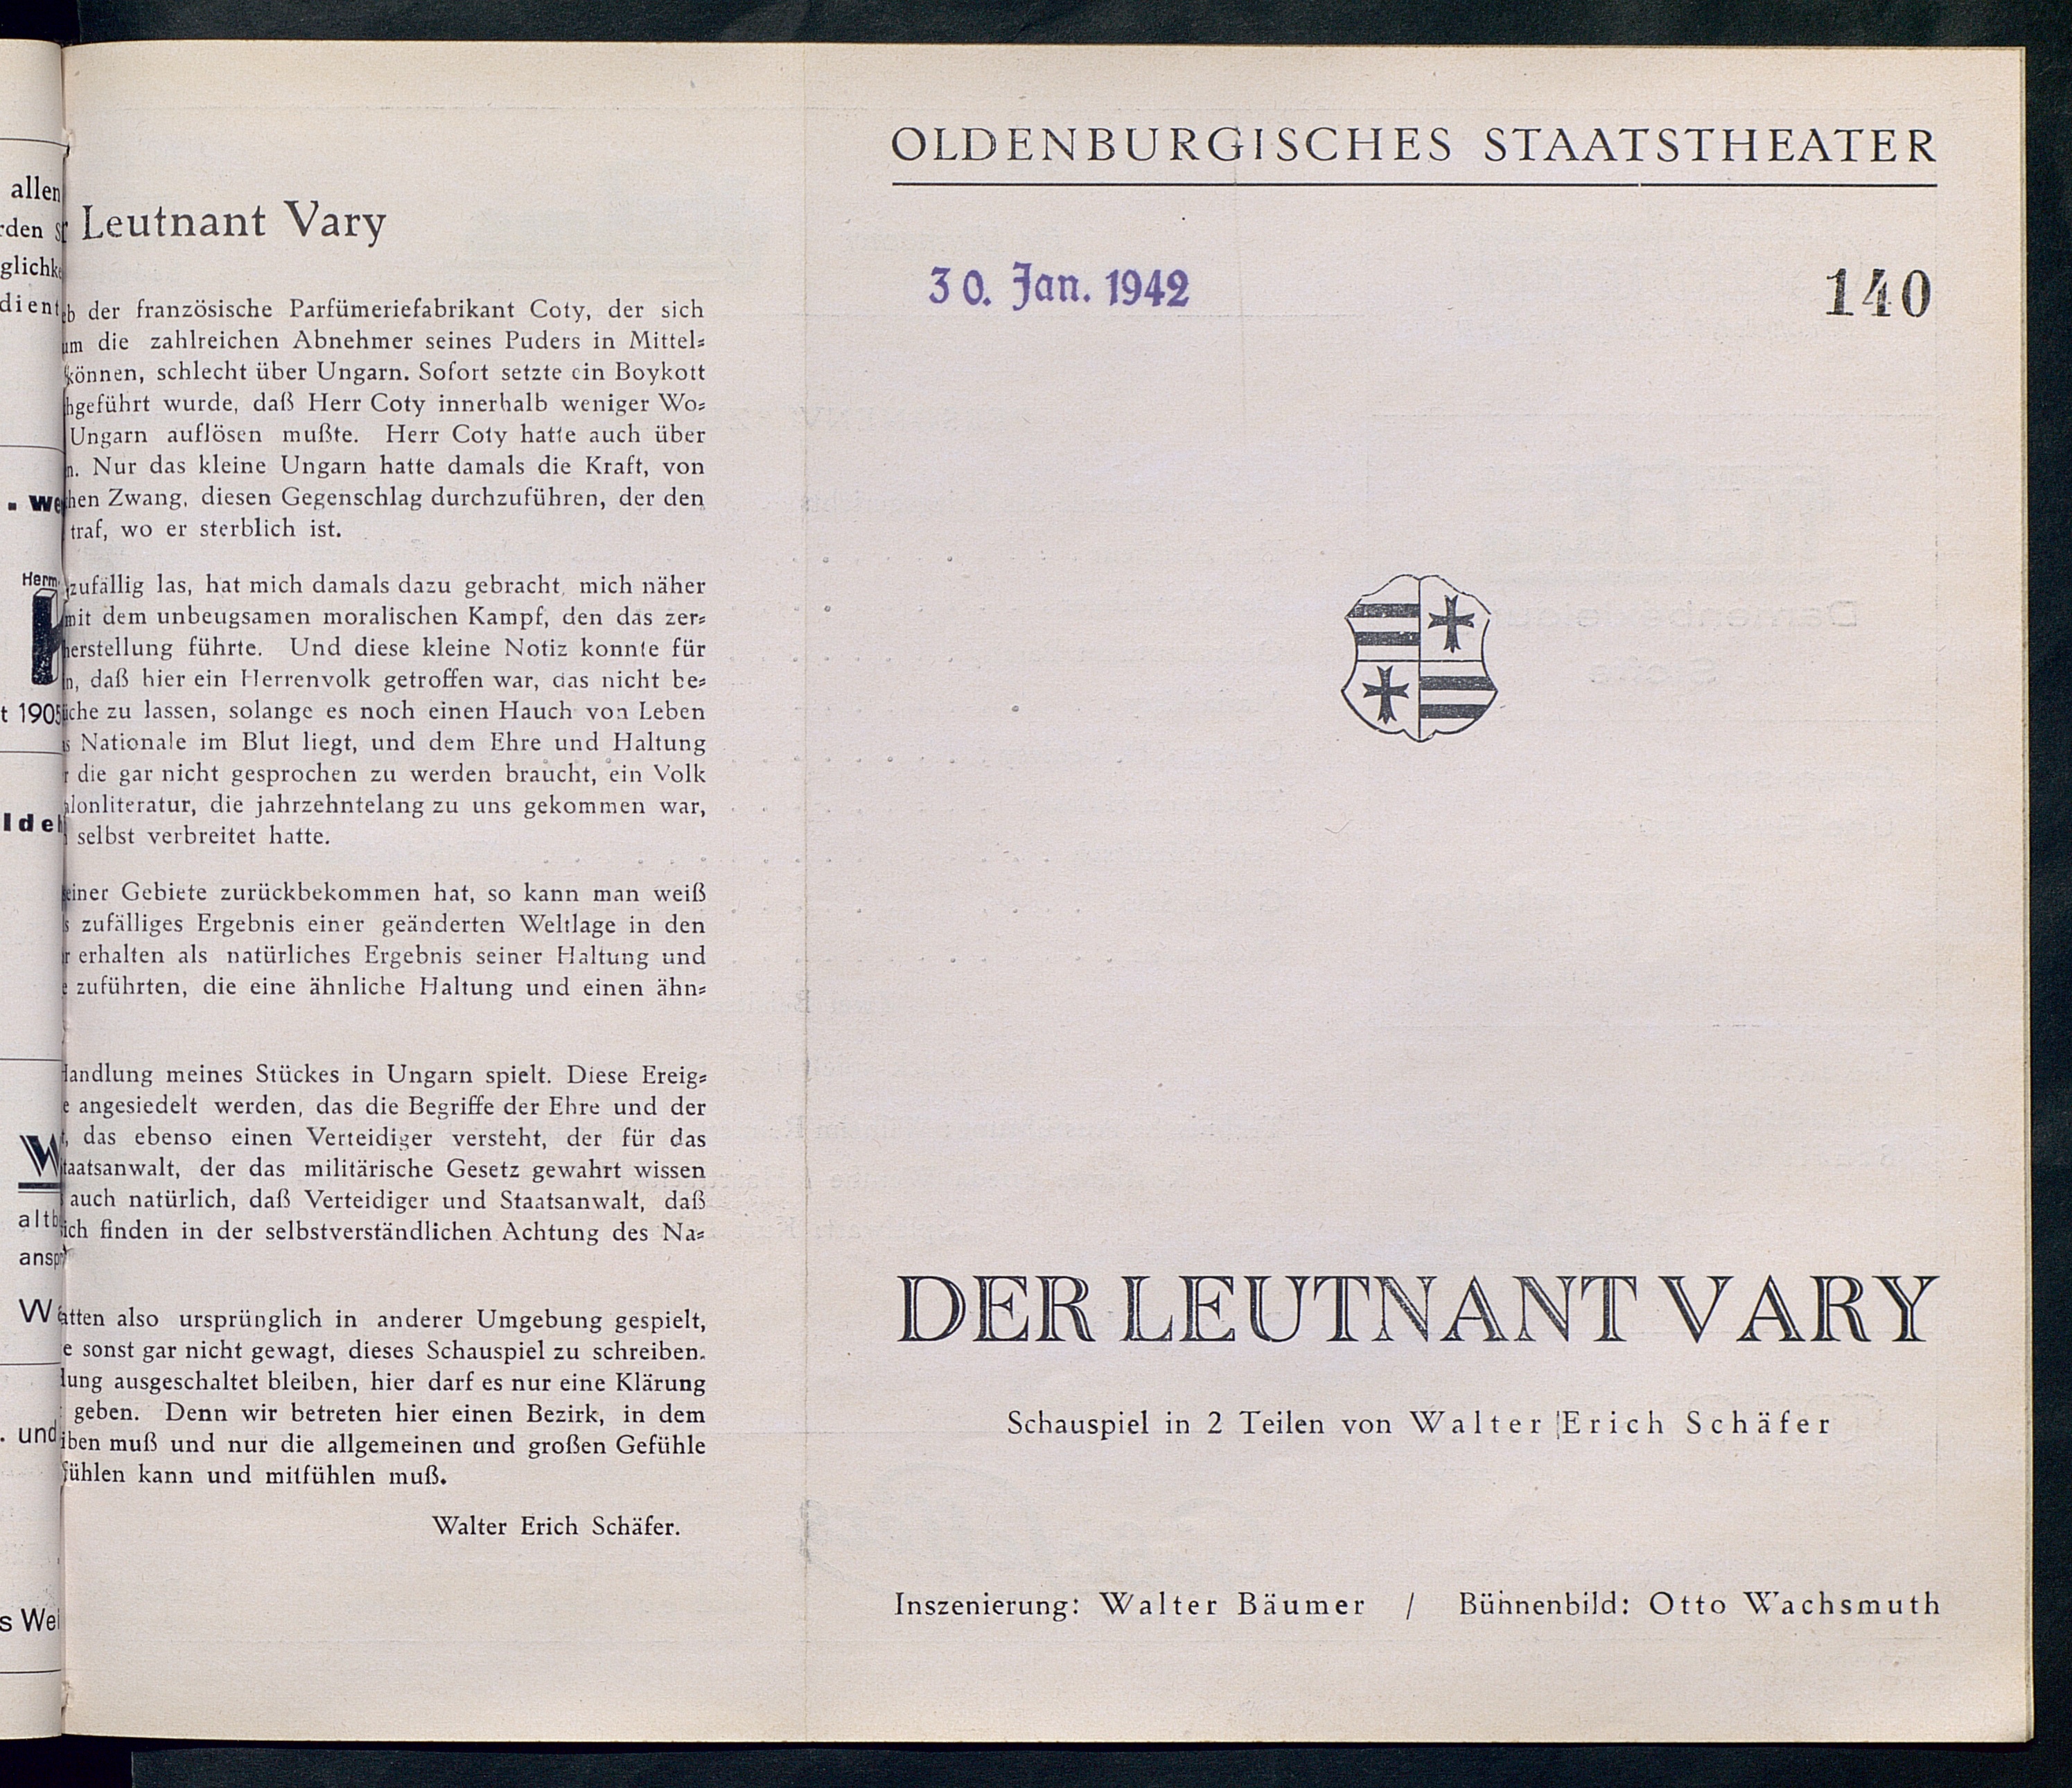 allen
glichke
dient
. we
Herm.
t 1905
altb
ansp
. und
s Wei
Leutnant Vary
der französische Parfümeriefabrikant Coty, der sich
um die zahlreichen Abnehmer seines Puders in Mittel=
können, schlecht über Ungarn. Sofort setzte ein Boykott
hgeführt wurde, daß Herr Coty innerhalb weniger Wo=
Ungarn auflösen mußte. Herr Coty hatte auch über
n. Nur das kleine Ungarn hatte damals die Kraft, von
hen Zwang, diesen Gegenschlag durchzuführen, der den
traf, wo er sterblich ist.
zufällig las, hat mich damals dazu gebracht, mich näher
mit dem unbeugsamen moralischen Kampf, den das zer=
herstellung führte. Und diese kleine Notiz konnte für
n, daß hier ein Herrenvolk getroffen war, das nicht be=
iche zu lassen, solange es noch einen Hauch von Leben
s Nationale im Blut liegt, und dem Ehre und Haltung
r die gar nicht gesprochen zu werden braucht, ein Volk
alonliteratur, die jahrzehntelang zu uns gekommen war,
selbst verbreitet hatte.
einer Gebiete zurückbekommen hat, so kann man weiß
s zufälliges Ergebnis einer geänderten Weltlage in den
r erhalten als natürliches Ergebnis seiner Haltung und
e zuführten, die eine ähnliche Haltung und einen ähn=
Handlung meines Stückes in Ungarn spielt. Diese Ereig=
e angesiedelt werden, das die Begriffe der Ehre und der
t, das ebenso einen Verteidiger versteht, der für das
taatsanwalt, der das militärische Gesetz gewahrt wissen
auch natürlich, daß Verteidiger und Staatsanwalt, daß
ich finden in der selbstverständlichen Achtung des Na=
atten also ursprünglich in anderer Umgebung gespielt,
e sonst gar nicht gewagt, dieses Schauspiel zu schreiben.
lung ausgeschaltet bleiben, hier darf es nur eine Klärung
geben. Denn wir betreten hier einen Bezirk, in dem
iben muß und nur die allgemeinen und großen Gefühle
fühlen kann und mitfühlen muß.
Walter Erich Schäfer.
OLDENBURGISCHES STAATSTHEATER
30. Jan. 1942
140
DER LEUTNANT VARY
Schauspiel in 2 Teilen von Walter Erich Schäfer
Inszenierung: Walter Bäumer / Bühnenbild: Otto Wachsmuth